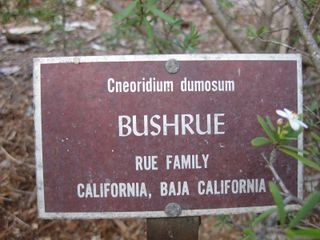 Cneoridium dumosum
BUSHRUE
RUE FAMILY
CALIFORNIA, BAJA CALIFORNIA